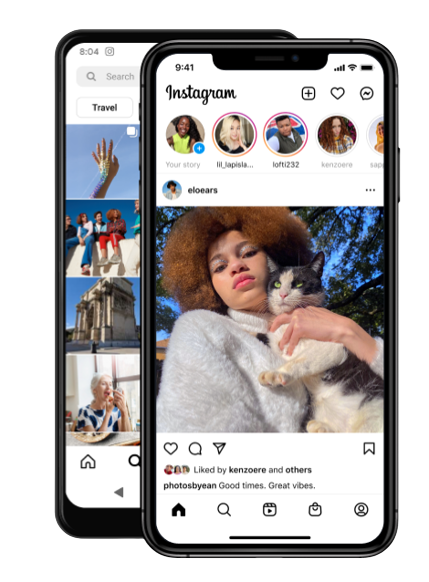 8:04
Search
Travel
9:41
Instagram
Your story
lil_lapisla...
lofti232
kenzoere
sapp
eloears
Liked by kenzoere and others
photosbyean Good times. Great vibes.